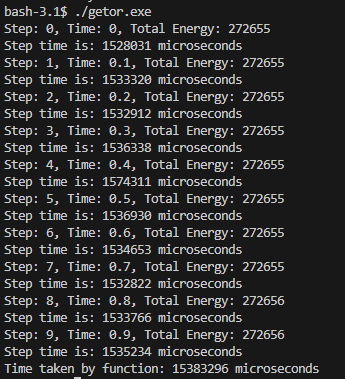 bash-3.1$ ./getor.exe
Step: 0, Time: 0, Total Energy: 272655
Step time is: 1528031 microseconds
Step: 1, Time: 0.1, Total Energy: 272655
Step time is: 1533320 microseconds
Step: 2, Time: 0.2, Total Energy: 272655
Step time is: 1532912 microseconds
Step: 3, Time: 0.3, Total Energy: 272655
Step time is: 1536338 microseconds
Step: 4, Time: 0.4, Total Energy: 272655
Step time is: 1574311 microseconds
Step: 5, Time: 0.5, Total Energy: 272655
Step time is: 1536930 microseconds
Step: 6, Time: 0.6, Total Energy: 272655
Step time is: 1534653 microseconds
Step: 7, Time: 0.7, Total Energy: 272655
Step time is: 1532822 microseconds
Step: 8, Time: 0.8, Total Energy: 272656
Step time is: 1533766 microseconds
Step: 9, Time: 0.9, Total Energy: 272656
Step time is: 1535234 microseconds
Time taken by function: 15383296 microseconds